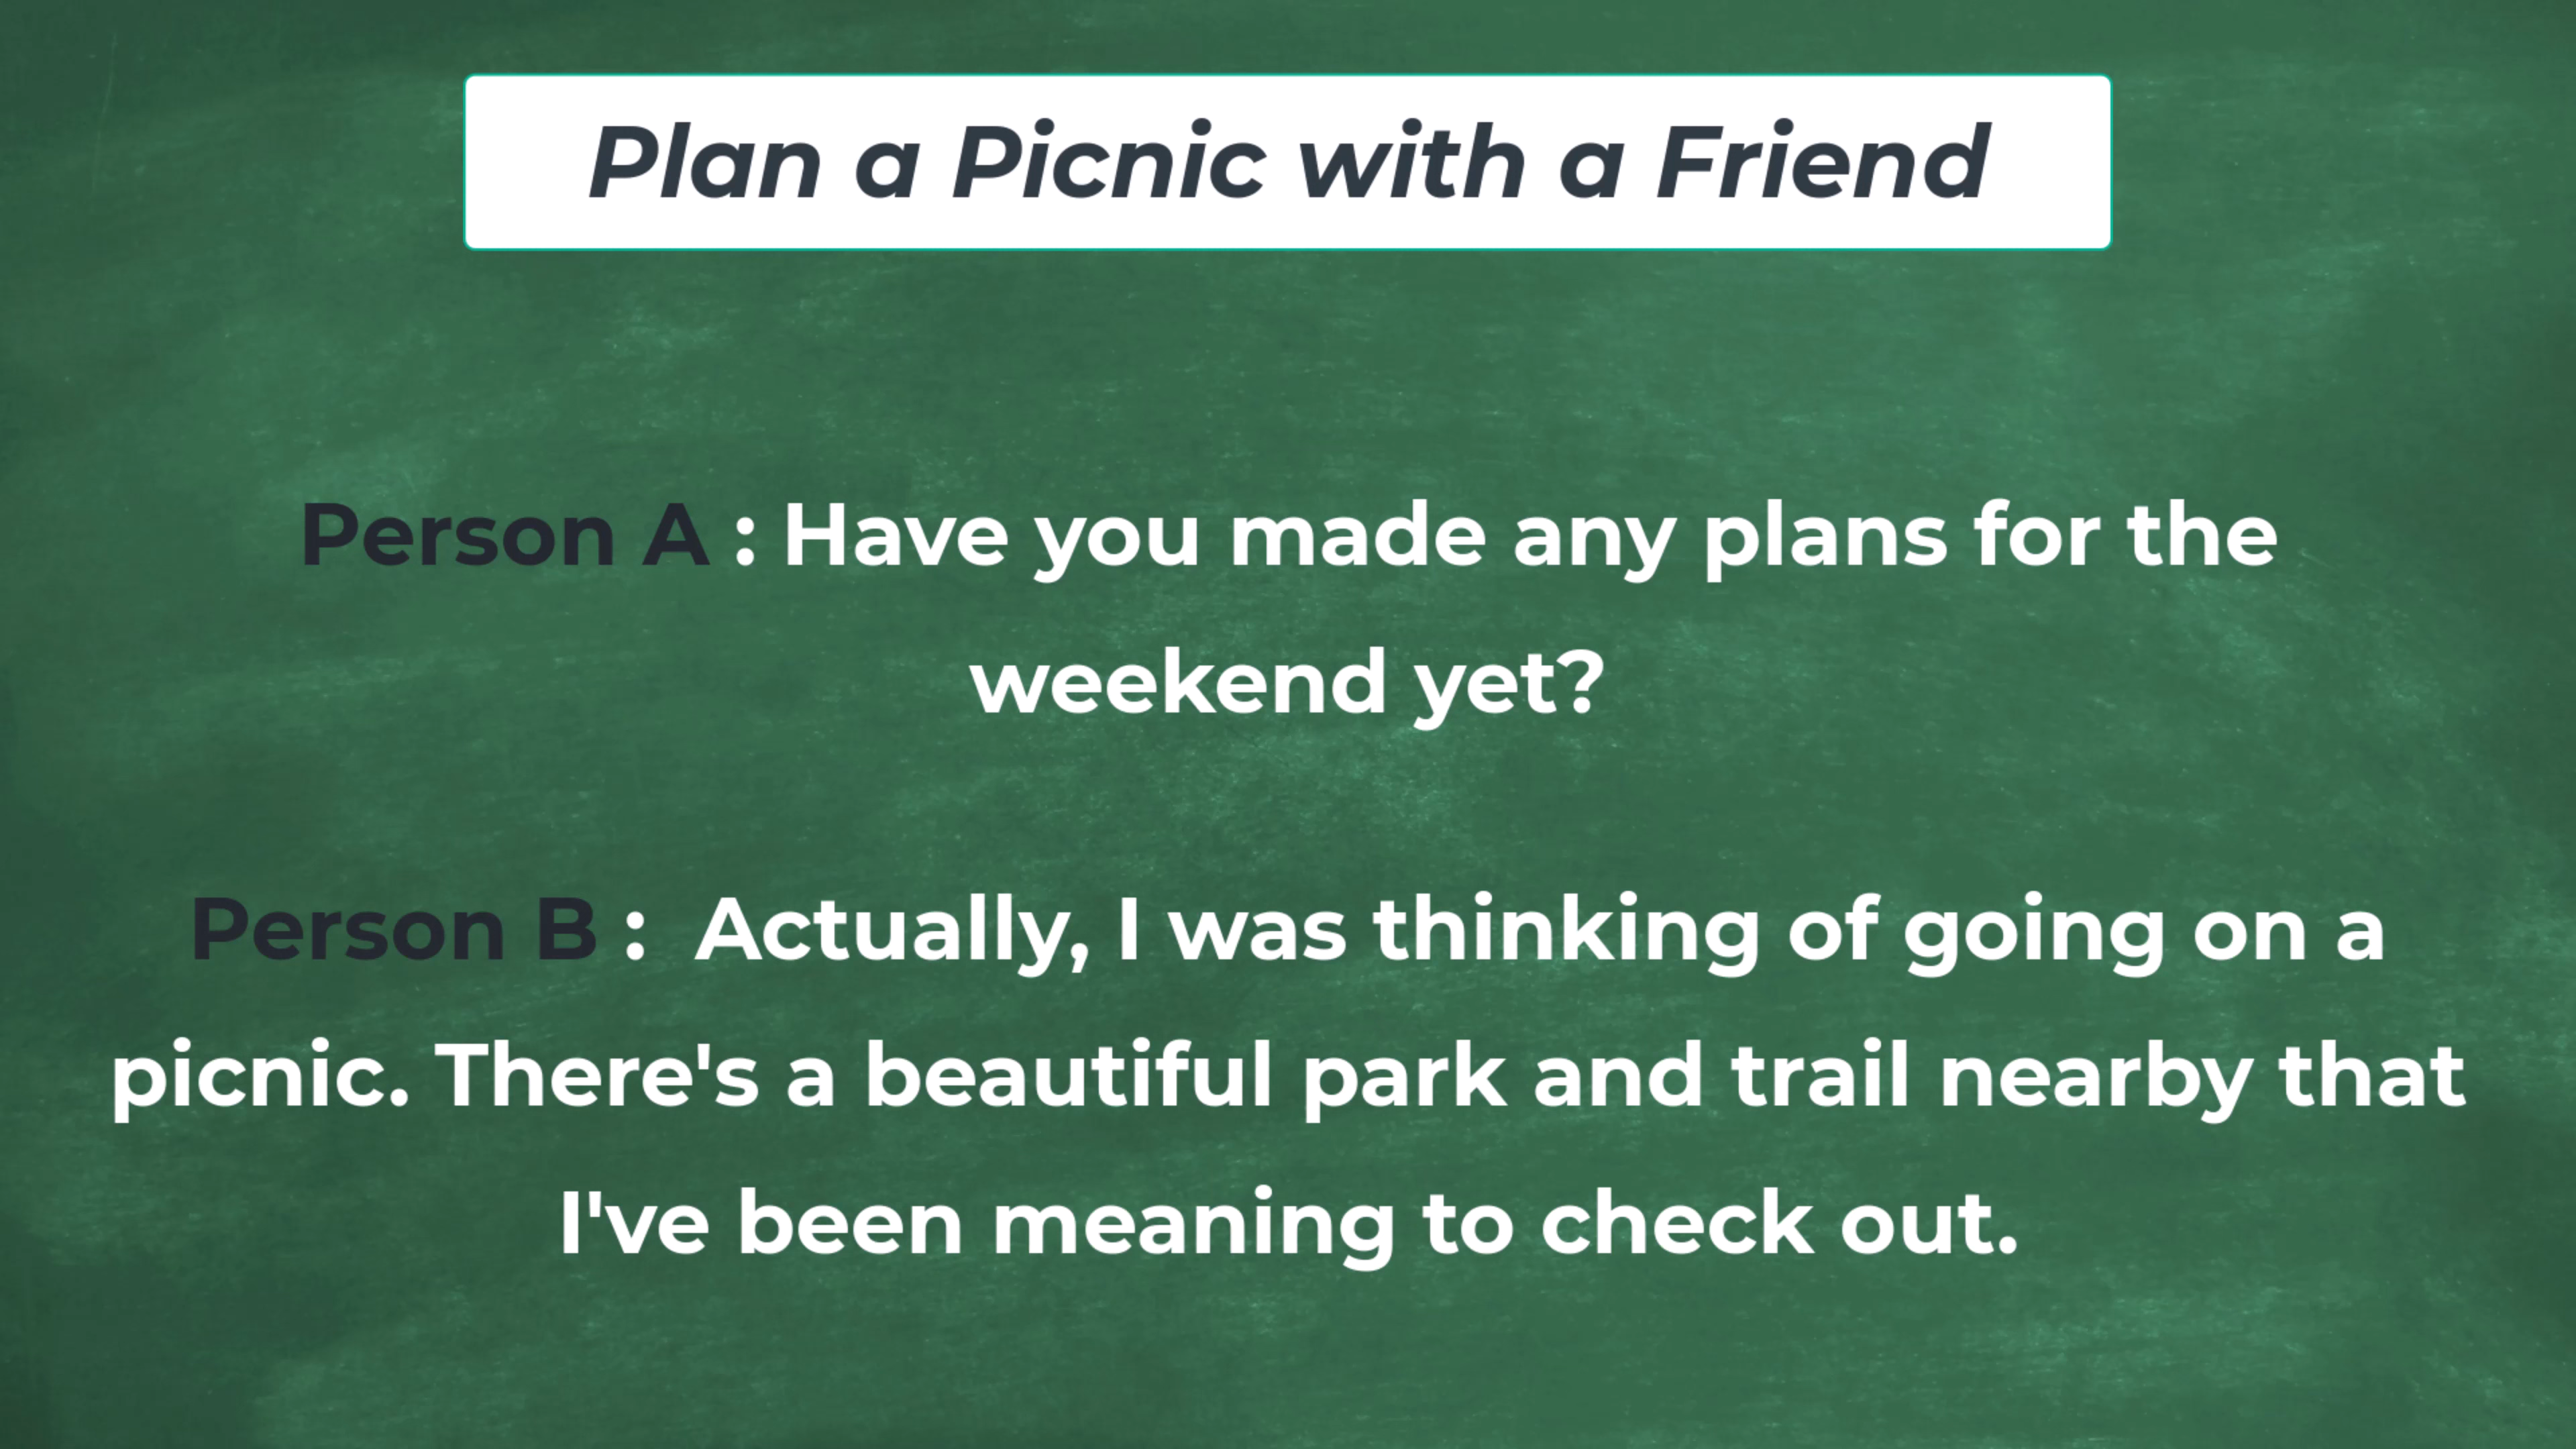 Plan a Picnic with a Friend
Person A : Have you made any plans for the
weekend yet?
Person B :  Actually, I was thinking of going on a
picnic. There's a beautiful park and trail nearby that
I've been meaning to check out.